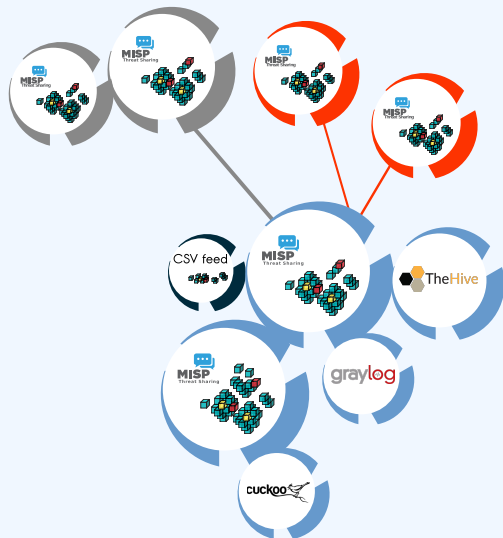 MISP
Threat Sharing
MISP
Threat Sharing
MISP
Threat Sharing
MISP
Threat Sharing
CSV feed
MISP
Threat Sharing
TheHive
MISP
Threat Sharing
graylog
cuckoo